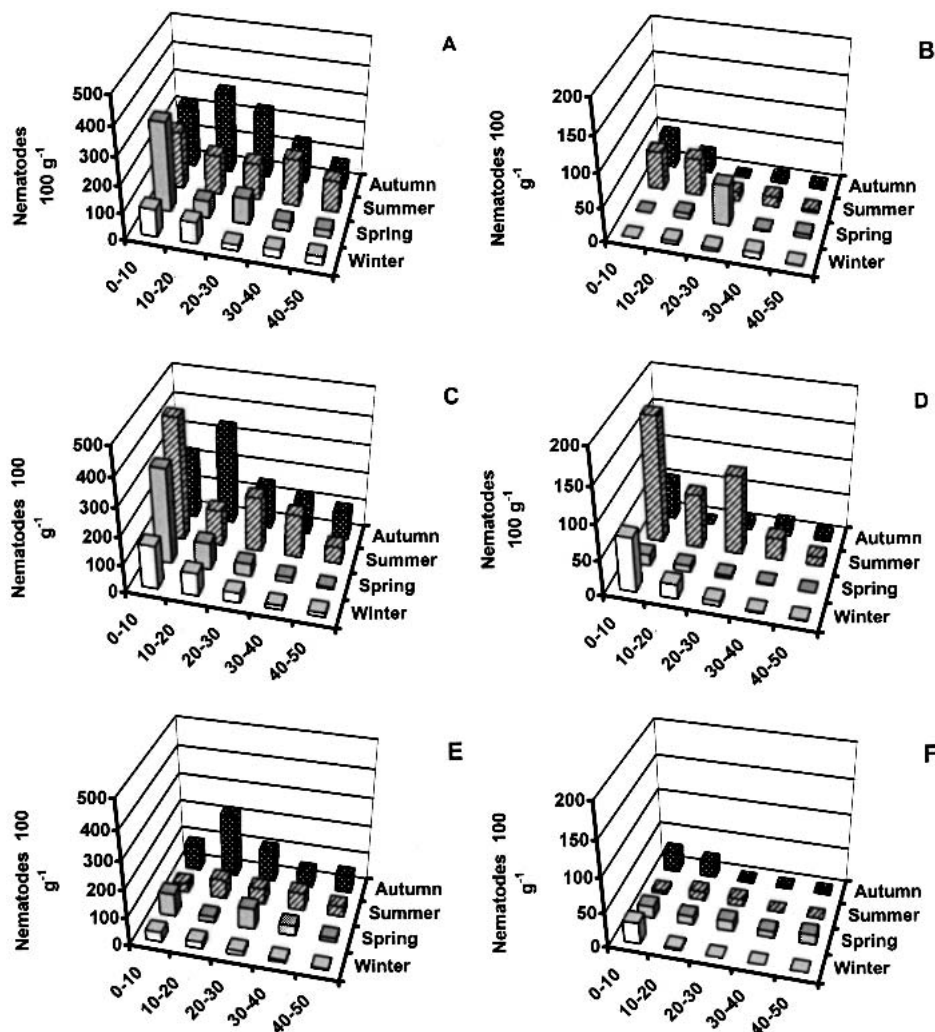 A
Nematodes
100 g-1
500
400
300
200
100
0
0-10
10-20
20-30
30-40
40-50
Autumn
Summer
Spring
Winter
B
Nematodes 100
g-1
200
150
100
50
0
0-10
10-20
20-30
30-40
40-50
Autumn
Summer
Spring
Winter
C
Nematodes 100
g-1
500
400
300
200
100
0
0-10
10-20
20-30
30-40
40-50
Autumn
Summer
Spring
Winter
D
Nematodes
100 g-1
200
150
100
50
0
0-10
10-20
20-30
30-40
40-50
Autumn
Summer
Spring
Winter
E
Nematodes 100
g-1
500
400
300
200
100
0
0-10
10-20
20-30
30-40
40-50
Autumn
Summer
Spring
Winter
F
Nematodes 100
g-1
200
150
100
50
0
0-10
10-20
20-30
30-40
40-50
Autumn
Summer
Spring
Winter